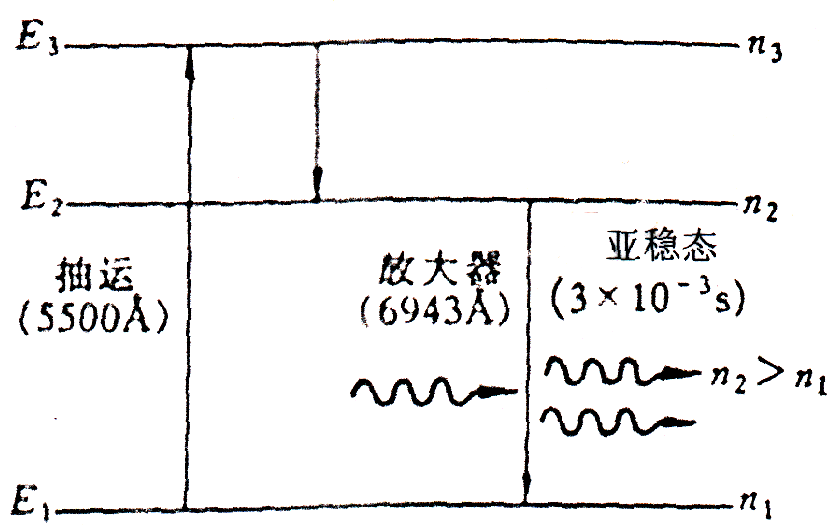 E₃ n₃
E₂ n₂
抽运
(5500Å)
放大器
(6943Å)
亚稳态
(3×10⁻³s)
n₂>n₁
E₁ n₁